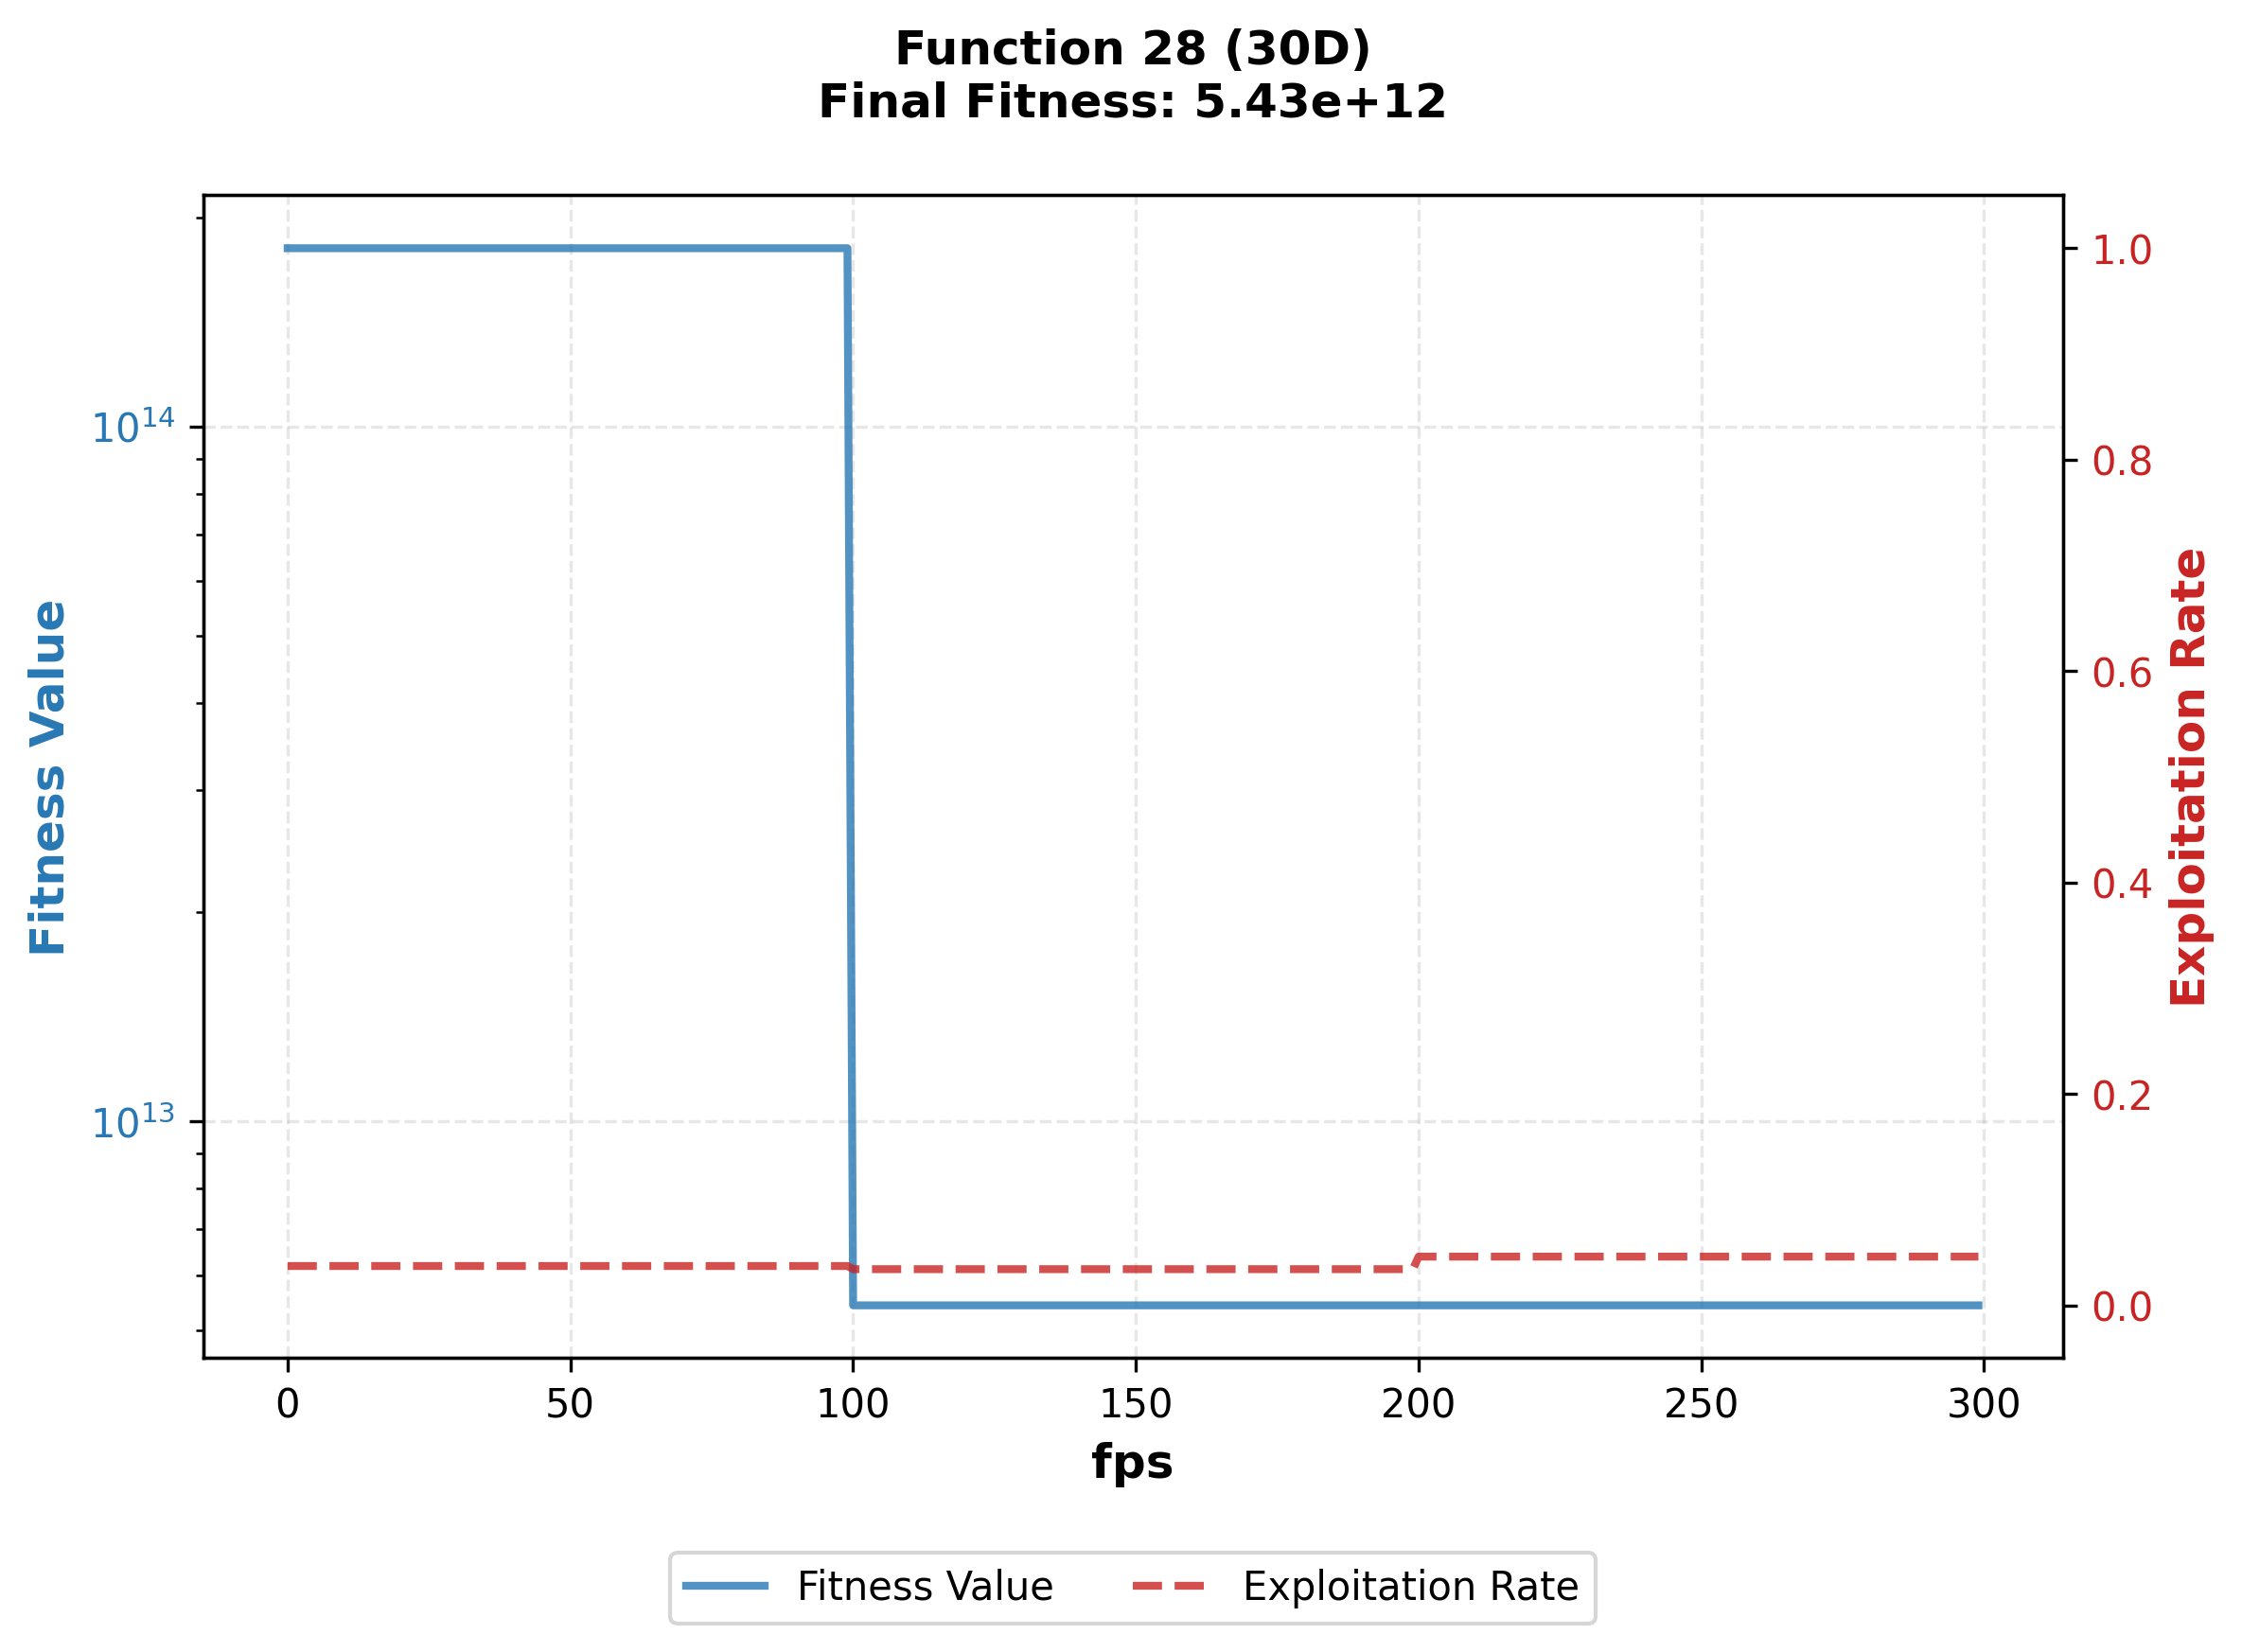 Function 28 (30D)
Final Fitness: 5.43e+12
Fitness Value
10^14
10^13
1.0
0.8
0.6
0.4
0.2
0.0
Exploitation Rate
0 50 100 150 200 250 300
fps
Fitness Value Exploitation Rate